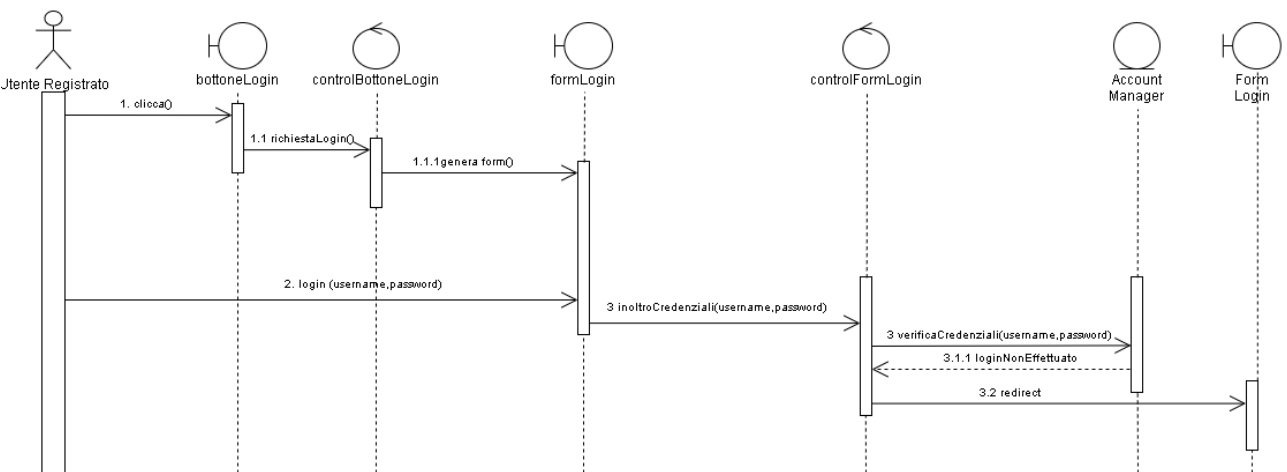 Jtente Registrato
bottoneLogin
controlBottoneLogin
formLogin
controlFormLogin
Account
Manager
Form
Login
1. clicca()
1.1 richiestaLogin()
1.1.1genera form()
2. login (username,password)
3 inoltroCredenziali(username,password)
3 verificaCredenziali(username,password)
3.1.1 loginNonEffettuato
3.2 redirect